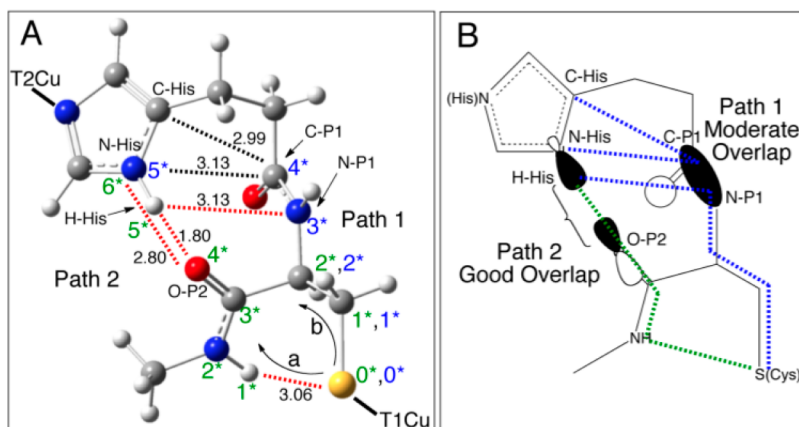 A
T2Cu
C-His
N-His
5*
6*
H-His
5*
2.99
3.13
3.13
C-P1
4*
N-P1
3*
Path 1
1.80
2.80
4*
Path 2
O-P2
2*,2*
3*
b
1*,1*
a
2*
1*
3.06
0*,0*
T1Cu
B
C-His
(His)N
N-His
H-His
Path 1
C-P1
Moderate
Overlap
N-P1
O-P2
Path 2
Good Overlap
NH
S(Cys)